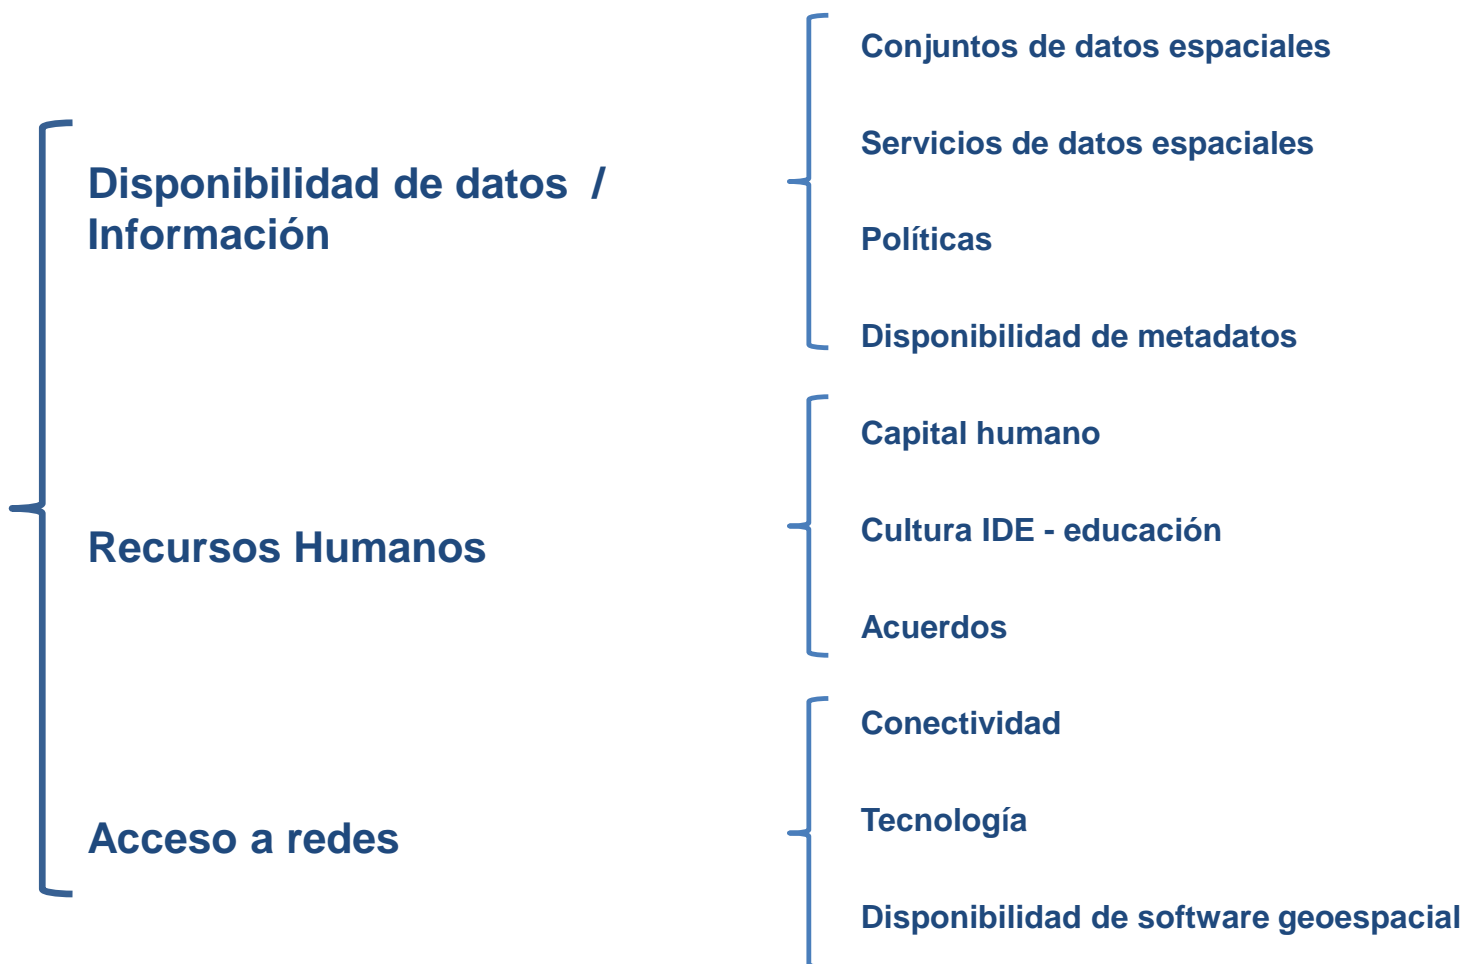 Disponibilidad de datos /
Información
Conjuntos de datos espaciales
Servicios de datos espaciales
Políticas
Disponibilidad de metadatos
Recursos Humanos
Capital humano
Cultura IDE - educación
Acuerdos
Acceso a redes
Conectividad
Tecnología
Disponibilidad de software geoespacial